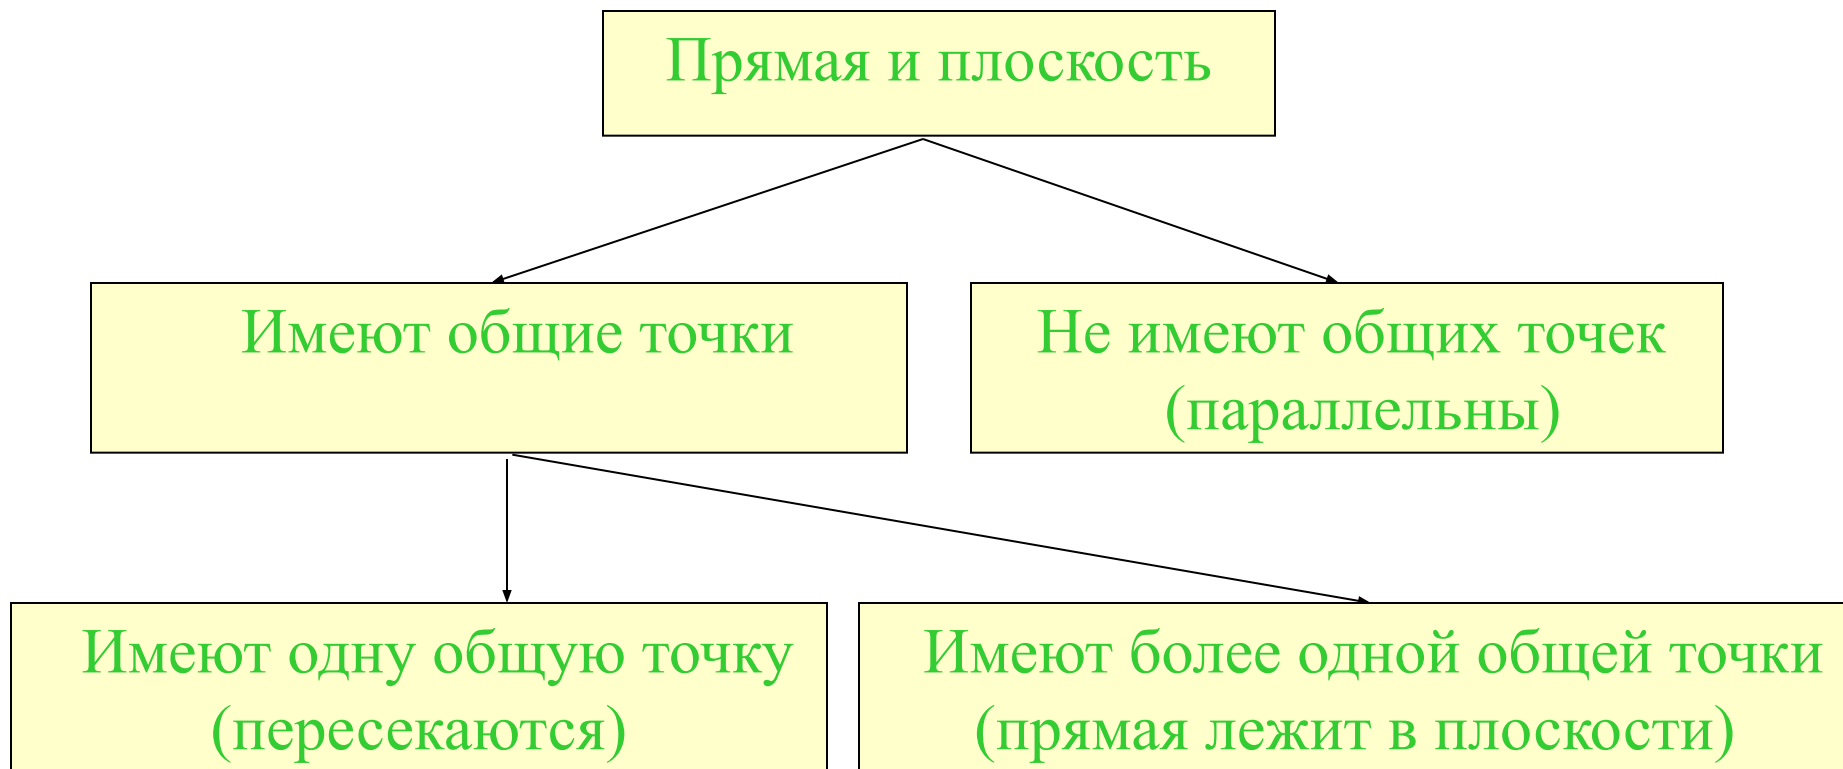 Прямая и плоскость
Имеют общие точки
Не имеют общих точек
(параллельны)
Имеют одну общую точку
(пересекаются)
Имеют более одной общей точки
(прямая лежит в плоскости)